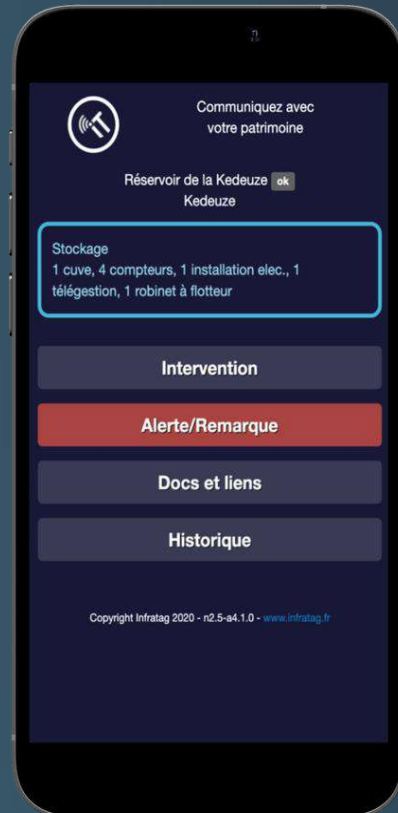 Communiquez avec
votre patrimoine
Réservoir de la Kedeuze ok
Kedeuze
Stockage
1 cuve, 4 compteurs, 1 installation elec., 1
télégestion, 1 robinet à flotteur
Intervention
Alerte/Remarque
Docs et liens
Historique
Copyright Infratag 2020 - n2.5-a4.1.0 - www.infratag.fr